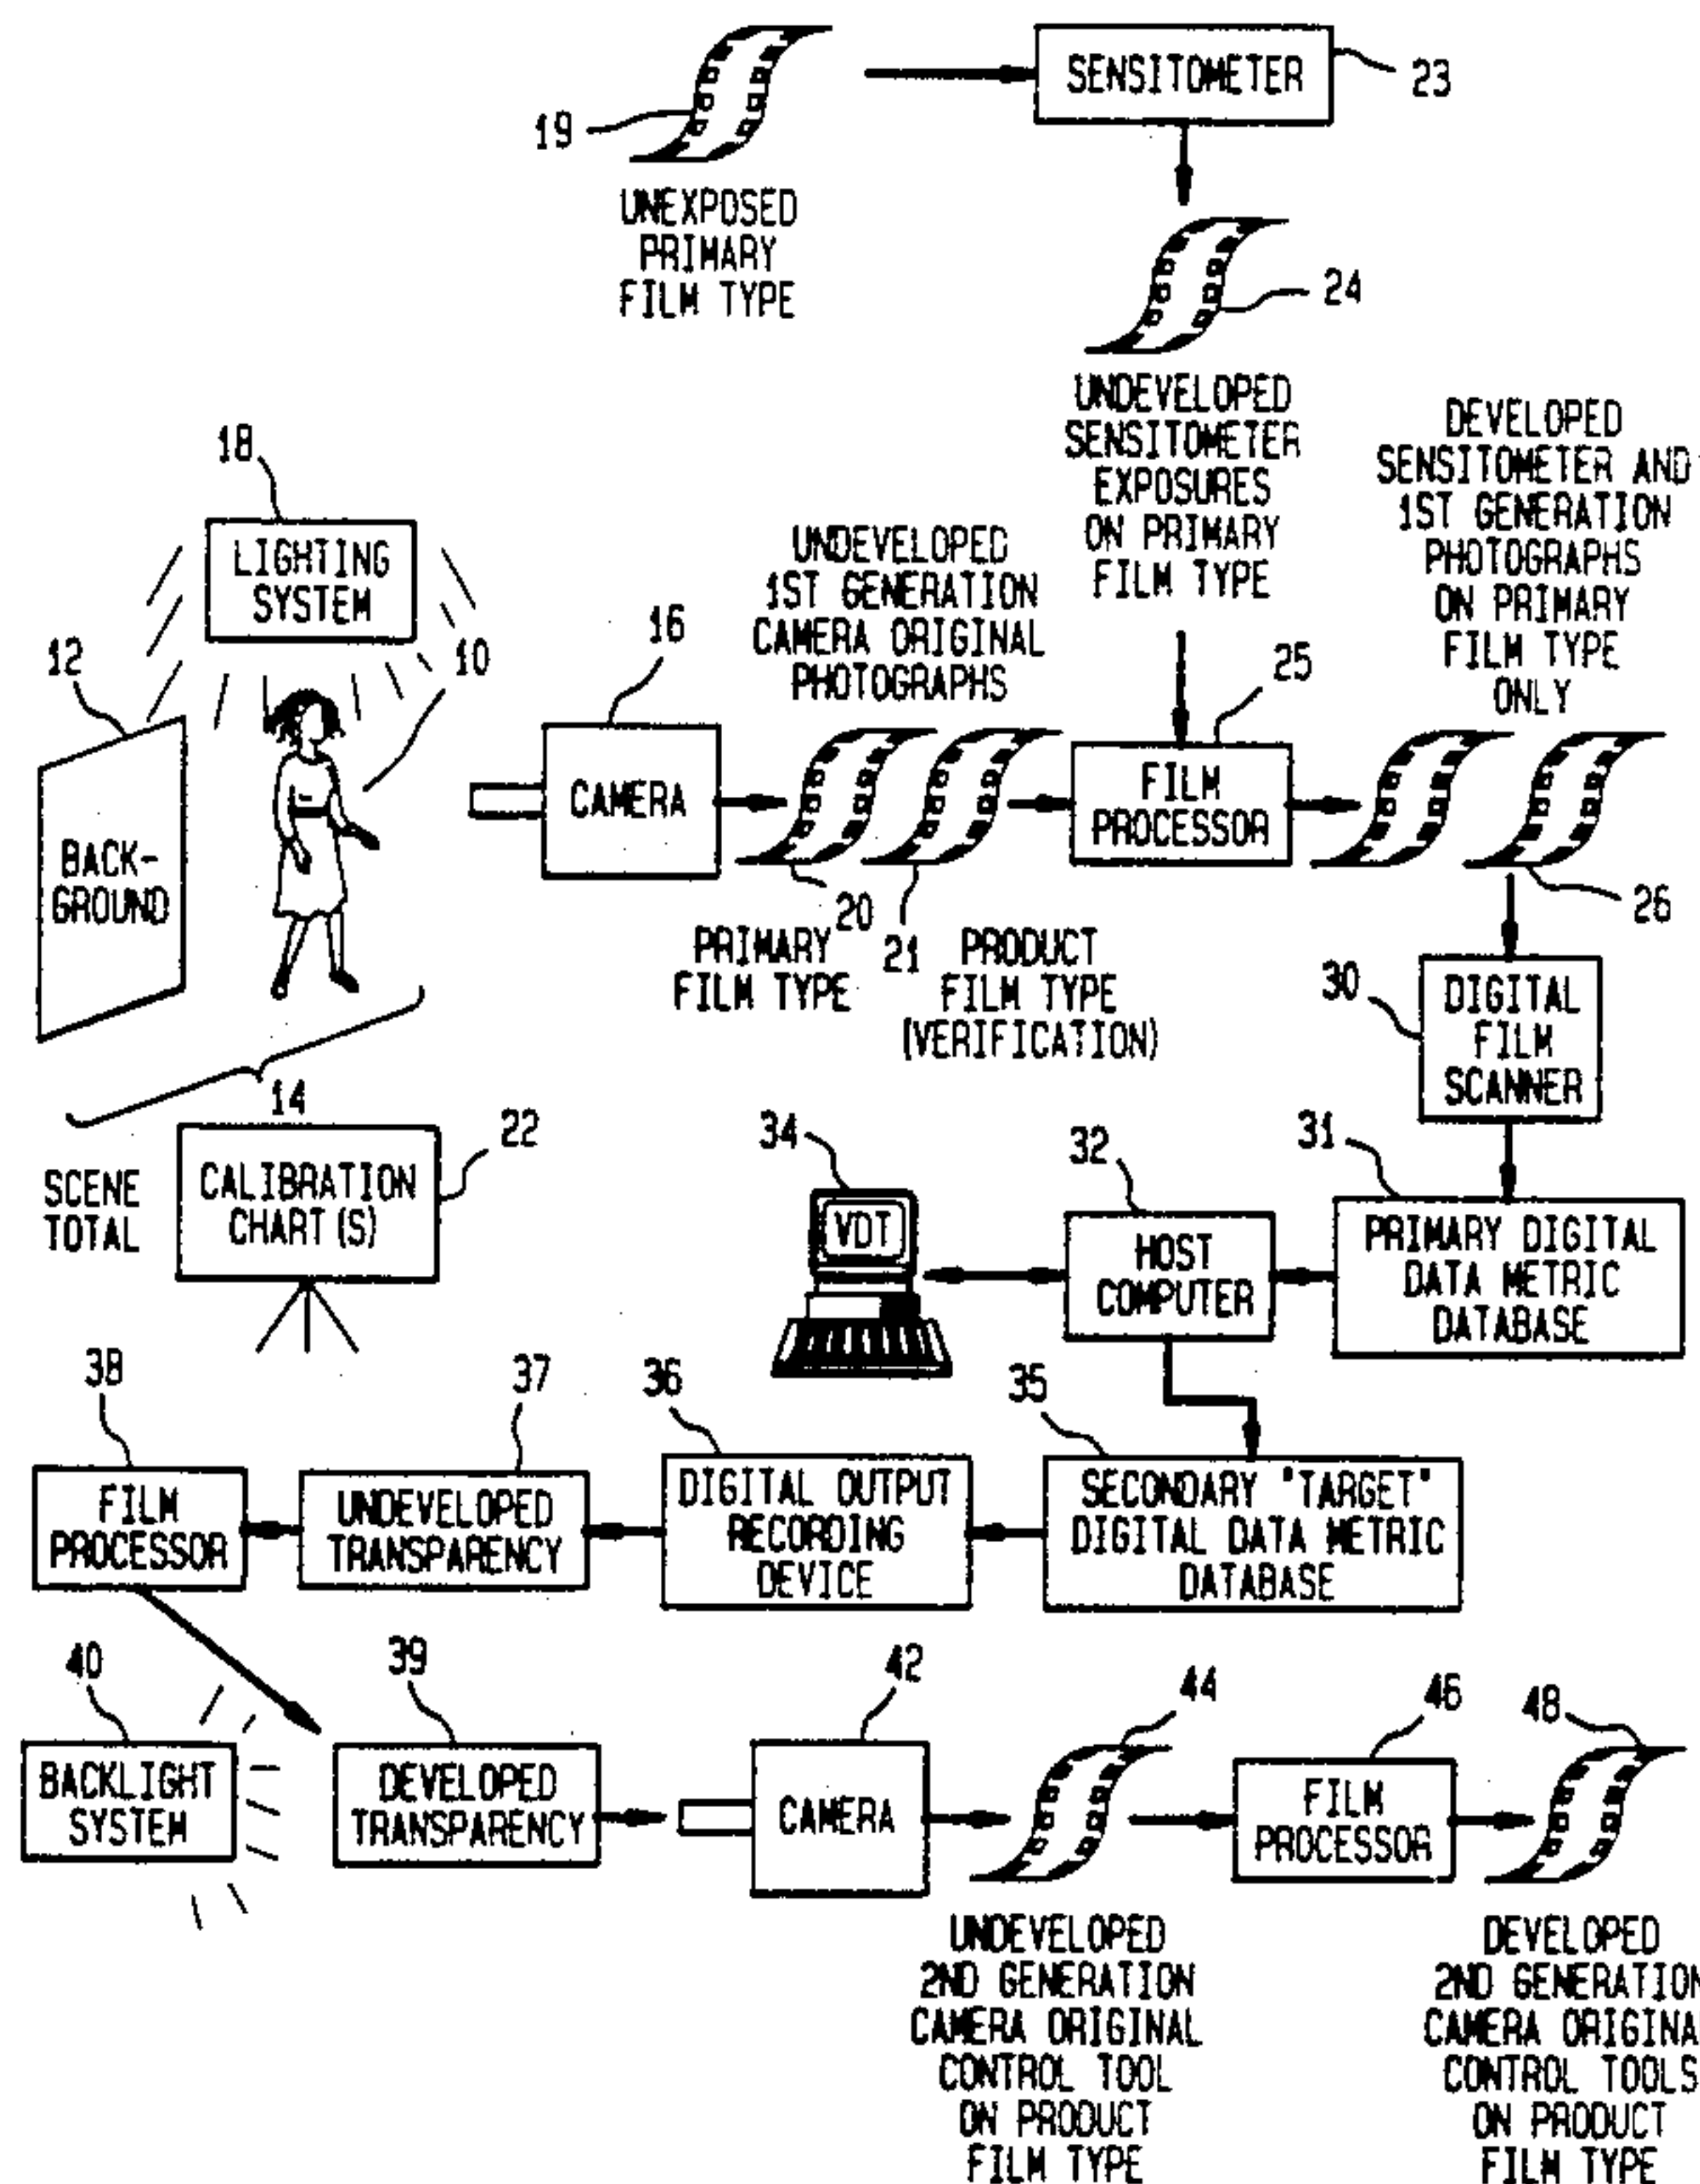 SENSITOMETER
23
19
UNEXPOSED
PRIMARY
FILM TYPE
24
UNDEVELOPED
SENSITOMETER
EXPOSURES
ON PRIMARY
FILM TYPE
DEVELOPED
SENSITOMETER AND
1ST GENERATION
PHOTOGRAPHS
ON PRIMARY
FILM TYPE
ONLY
18
LIGHTING
SYSTEM
UNDEVELOPED
1ST GENERATION
CAMERA ORIGINAL
PHOTOGRAPHS
12
10
16
25
BACK-
GROUND
CAMERA
FILM
PROCESSOR
20
21
26
PRIMARY
FILM TYPE
PRODUCT
FILM TYPE
(VERIFICATION)
30
DIGITAL
FILM
SCANNER
14
SCENE
TOTAL
22
CALIBRATION
CHART(S)
34
VDT
32
HOST
COMPUTER
31
PRIMARY DIGITAL
DATA METRIC
DATABASE
38
FILM
PROCESSOR
37
UNDEVELOPED
TRANSPARENCY
36
DIGITAL OUTPUT
RECORDING
DEVICE
35
SECONDARY "TARGET"
DIGITAL DATA METRIC
DATABASE
40
BACKLIGHT
SYSTEM
39
DEVELOPED
TRANSPARENCY
42
CAMERA
44
46
FILM
PROCESSOR
48
UNDEVELOPED
2ND GENERATION
CAMERA ORIGINAL
CONTROL TOOL
ON PRODUCT
FILM TYPE
DEVELOPED
2ND GENERATION
CAMERA ORIGINAL
CONTROL TOOLS
ON PRODUCT
FILM TYPE